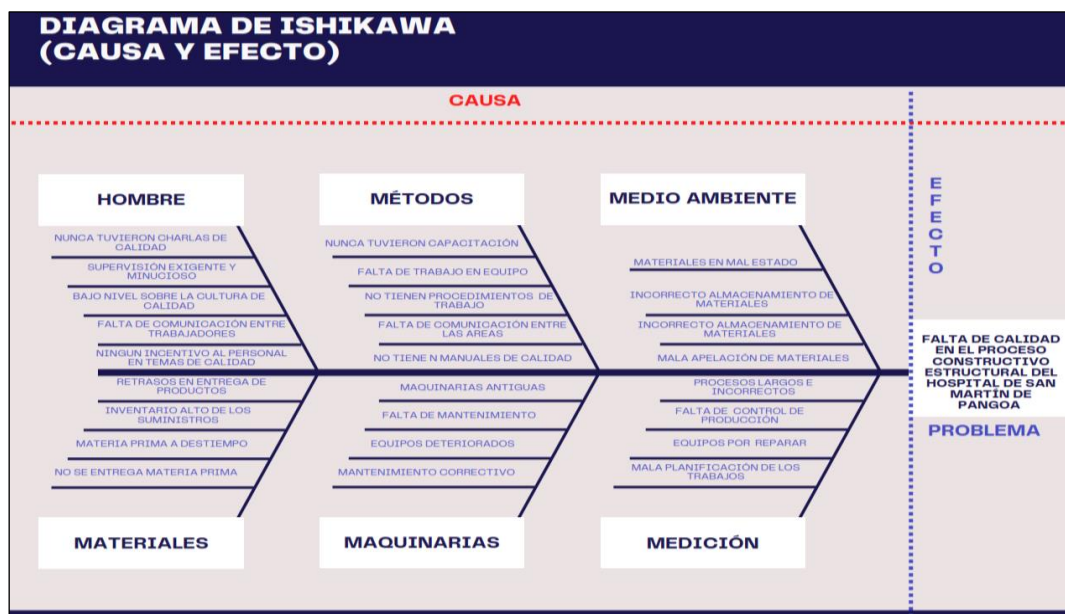 DIAGRAMA DE ISHIKAWA
(CAUSA Y EFECTO)
CAUSA
HOMBRE
NUNCA TUVIERON CHARLAS DE
CALIDAD
SUPERVISIÓN EXIGENTE Y
MINUCIOSO
BAJO NIVEL SOBRE LA CULTURA DE
CALIDAD
FALTA DE COMUNICACIÓN ENTRE
TRABAJADORES
NINGUN INCENTIVO AL PERSONAL
EN TEMAS DE CALIDAD
MÉTODOS
NUNCA TUVIERON CAPACITACIÓN
FALTA DE TRABAJO EN EQUIPO
NO TIENEN PROCEDIMIENTOS DE
TRABAJO
FALTA DE COMUNICACIÓN ENTRE
LAS AREAS
NO TIENE N MANUALES DE CALIDAD
MEDIO AMBIENTE
MATERIALES EN MAL ESTADO
INCORRECTO ALMACENAMIENTO DE
MATERIALES
INCORRECTO ALMACENAMIENTO DE
MATERIALES
MALA APELACIÓN DE MATERIALES
RETRASOS EN ENTREGA DE
PRODUCTOS
INVENTARIO ALTO DE LOS
SUMINISTROS
MATERIA PRIMA A DESTIEMPO
NO SE ENTREGA MATERIA PRIMA
MATERIALES
MAQUINARIAS ANTIGUAS
FALTA DE MANTENIMIENTO
EQUIPOS DETERIORADOS
MANTENIMIENTO CORRECTIVO
MAQUINARIAS
PROCESOS LARGOS E
INCORRECTOS
FALTA DE CONTROL DE
PRODUCCIÓN
EQUIPOS POR REPARAR
MALA PLANIFICACIÓN DE LOS
TRABAJOS
MEDICIÓN
EFECTO
FALTA DE CALIDAD
EN EL PROCESO
CONSTRUCTIVO
ESTRUCTURAL DEL
HOSPITAL DE SAN
MARTÍN DE
PANGOA
PROBLEMA